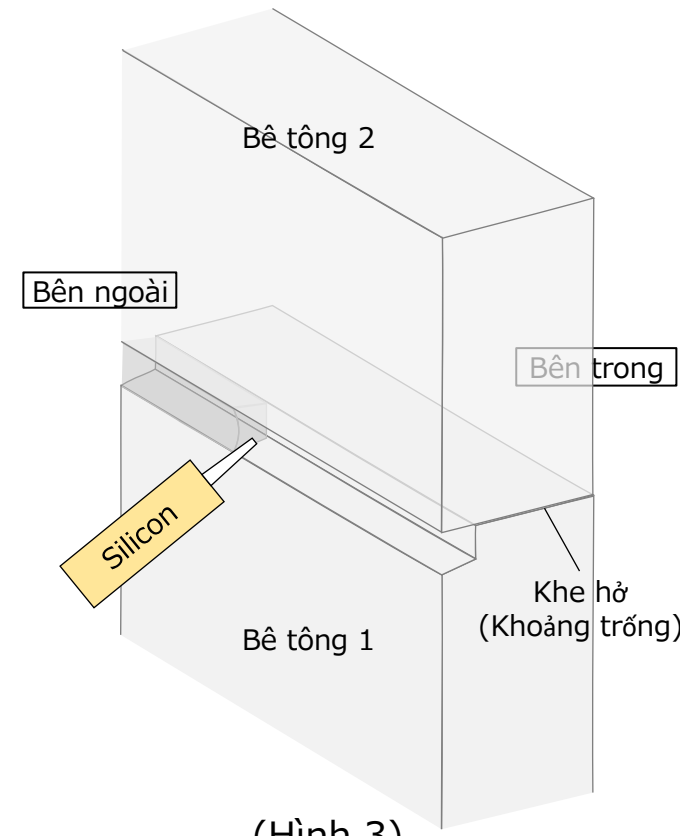 Bê tông 2
Bên ngoài
Bên trong
Silicon
Khe hở
(Khoảng trống)
Bê tông 1
(Hình 3)